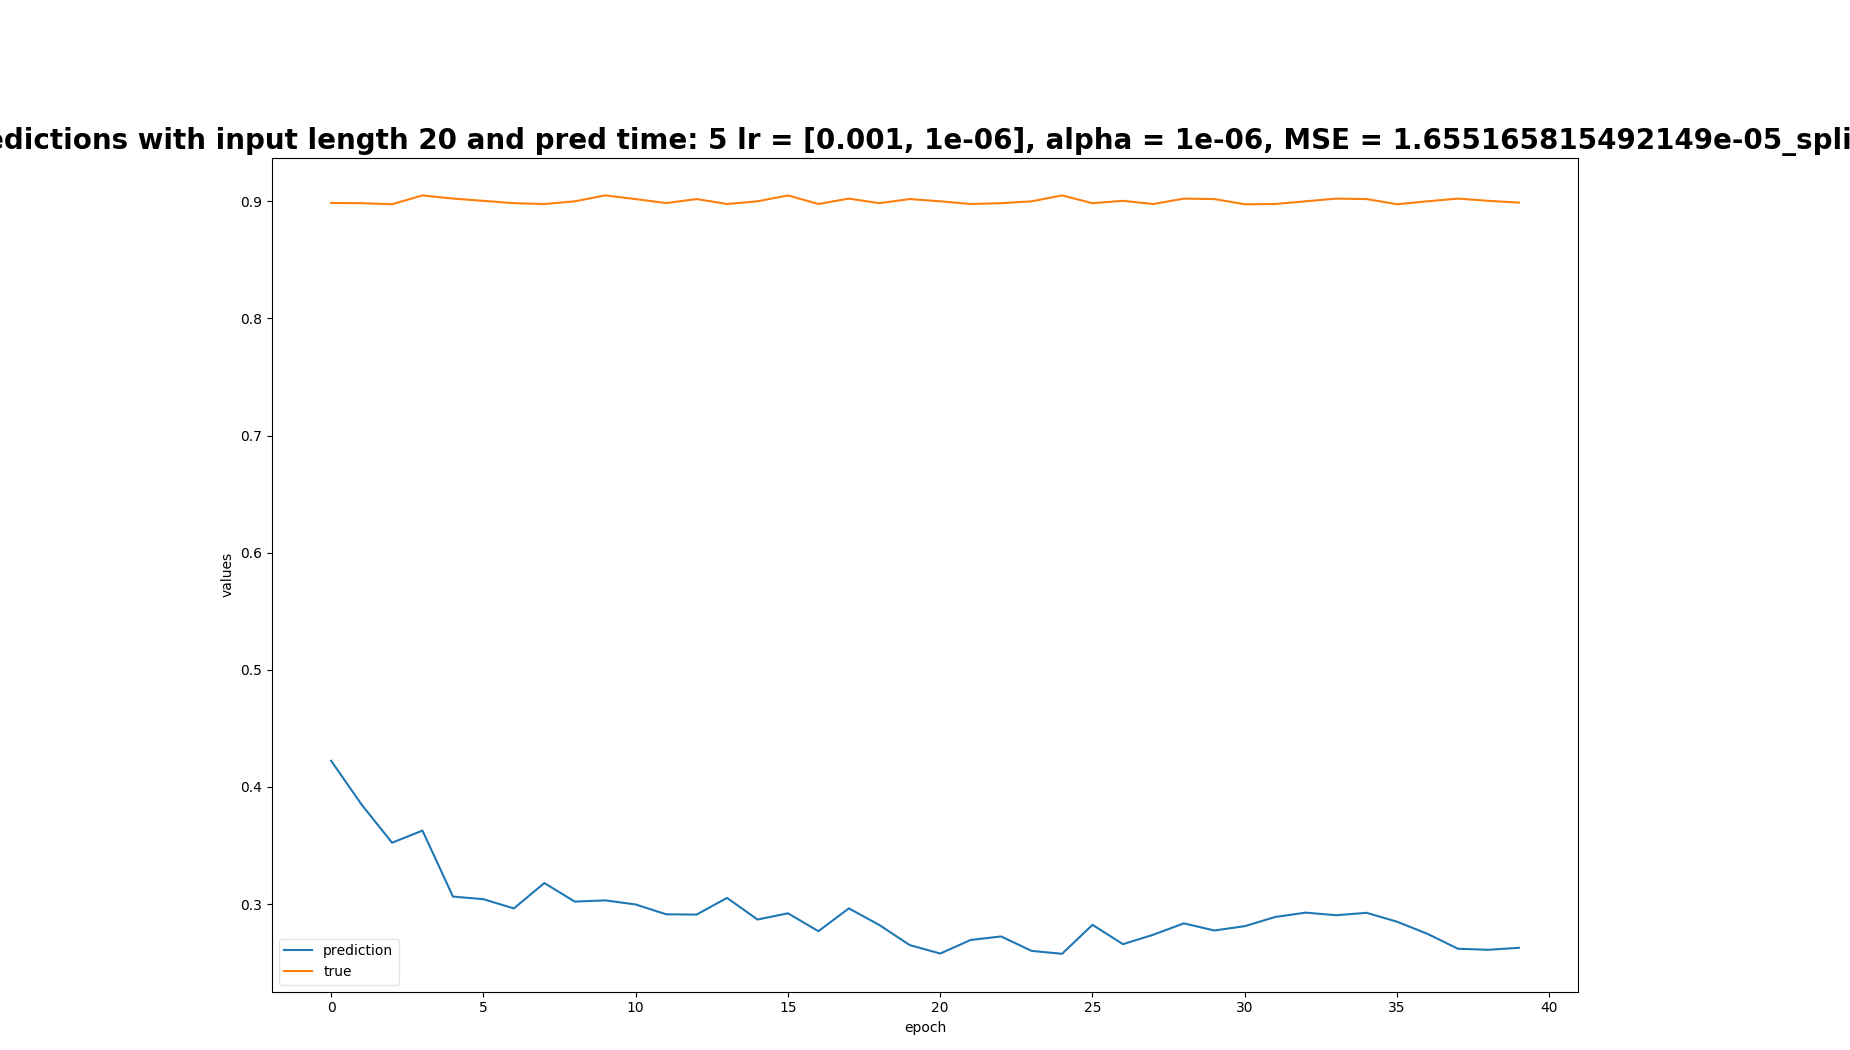 edictions with input length 20 and pred time: 5 lr = [0.001, 1e-06], alpha = 1e-06, MSE = 1.655165815492149e-05_spli
0.9
0.8
0.7
0.6
0.5
0.4
0.3
values
prediction
true
0 5 10 15 20 25 30 35 40
epoch